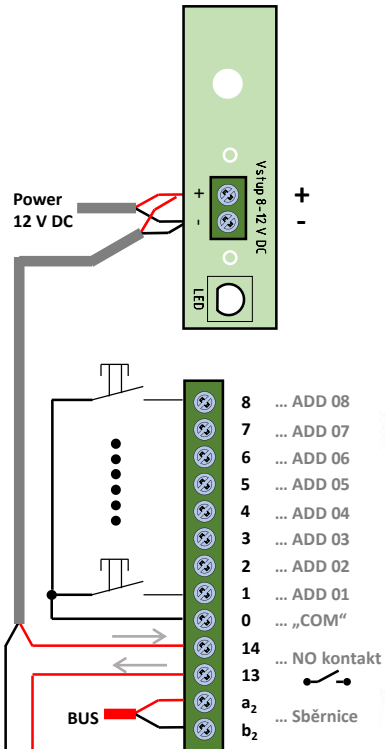 Vstup 8-12 V DC
+
-
LED
Power
12 V DC
+
-
8 ... ADD 08
7 ... ADD 07
6 ... ADD 06
5 ... ADD 05
4 ... ADD 04
3 ... ADD 03
2 ... ADD 02
1 ... ADD 01
0 ... „COM“
14
13
... NO kontakt
BUS
a2
b2
... Sběrnice